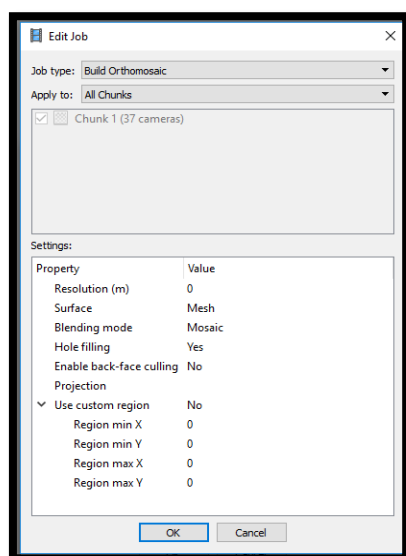 Edit Job
Job type: Build Orthomosaic
Apply to: All Chunks
Chunk 1 (37 cameras)
Settings:
Property Value
Resolution (m) 0
Surface Mesh
Blending mode Mosaic
Hole filling Yes
Enable back-face culling No
Projection
Use custom region No
Region min X 0
Region min Y 0
Region max X 0
Region max Y 0
OK Cancel